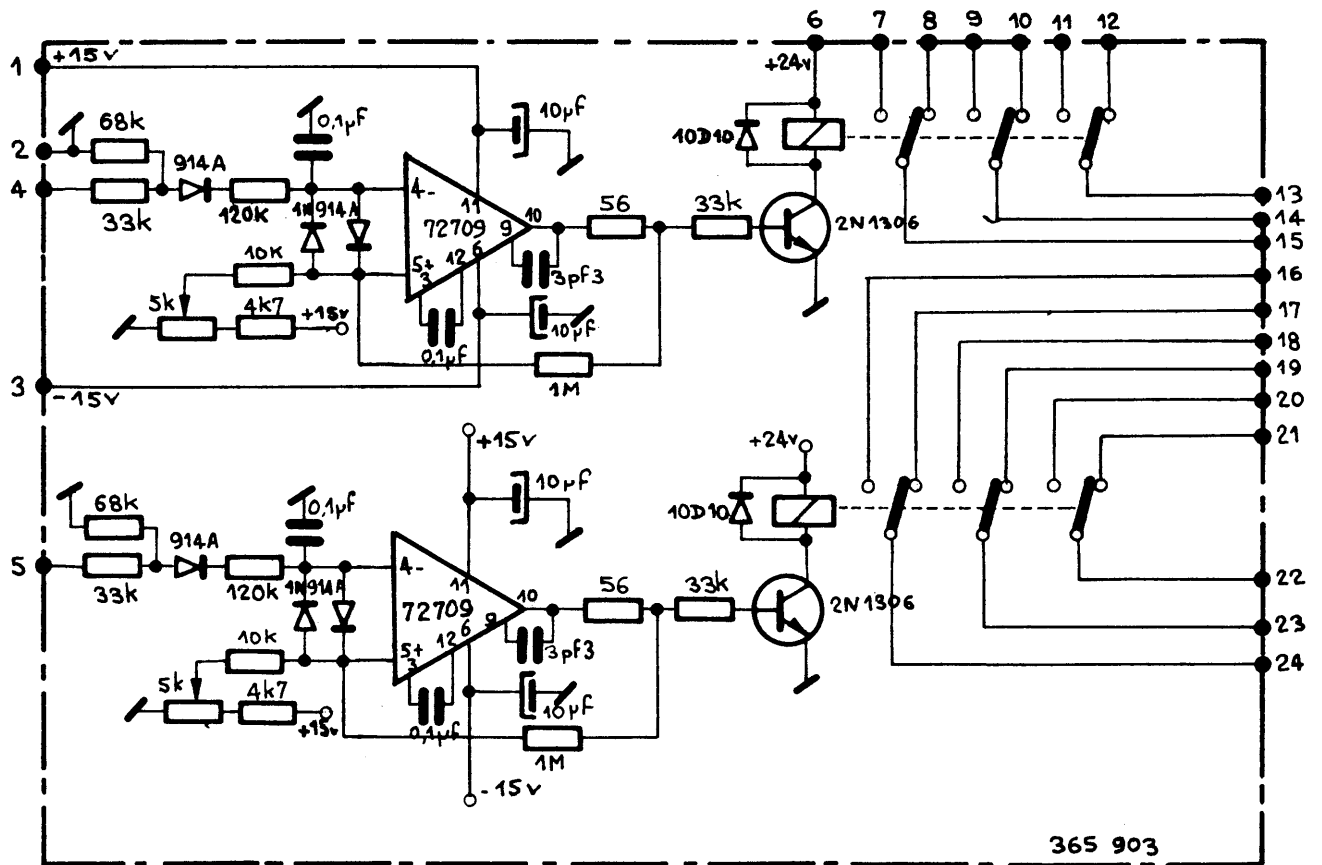 6 7 8 9 10 11 12
1 +15v
+24v
10µF
0,1µF
68k
2
914A
10D10
4
4-
11
33k
120k
1N914A
72709
10
56
33k
2N1306
13
14
15
9
6
10k
5+
12
3
3pF3
16
5k
4k7
+15v
10µF
0,1µF
17
18
19
3
-15v
1M
20
21
+15v
+24v
10µF
68k
0,1µF
914A
10D10
5
4-
11
33k
120k
1N914A
72709
10
56
33k
2N1306
22
9
6
12
10k
5+
3
3pF3
23
24
5k
4k7
+15v
10µF
0,1µF
1M
-15v
365 903